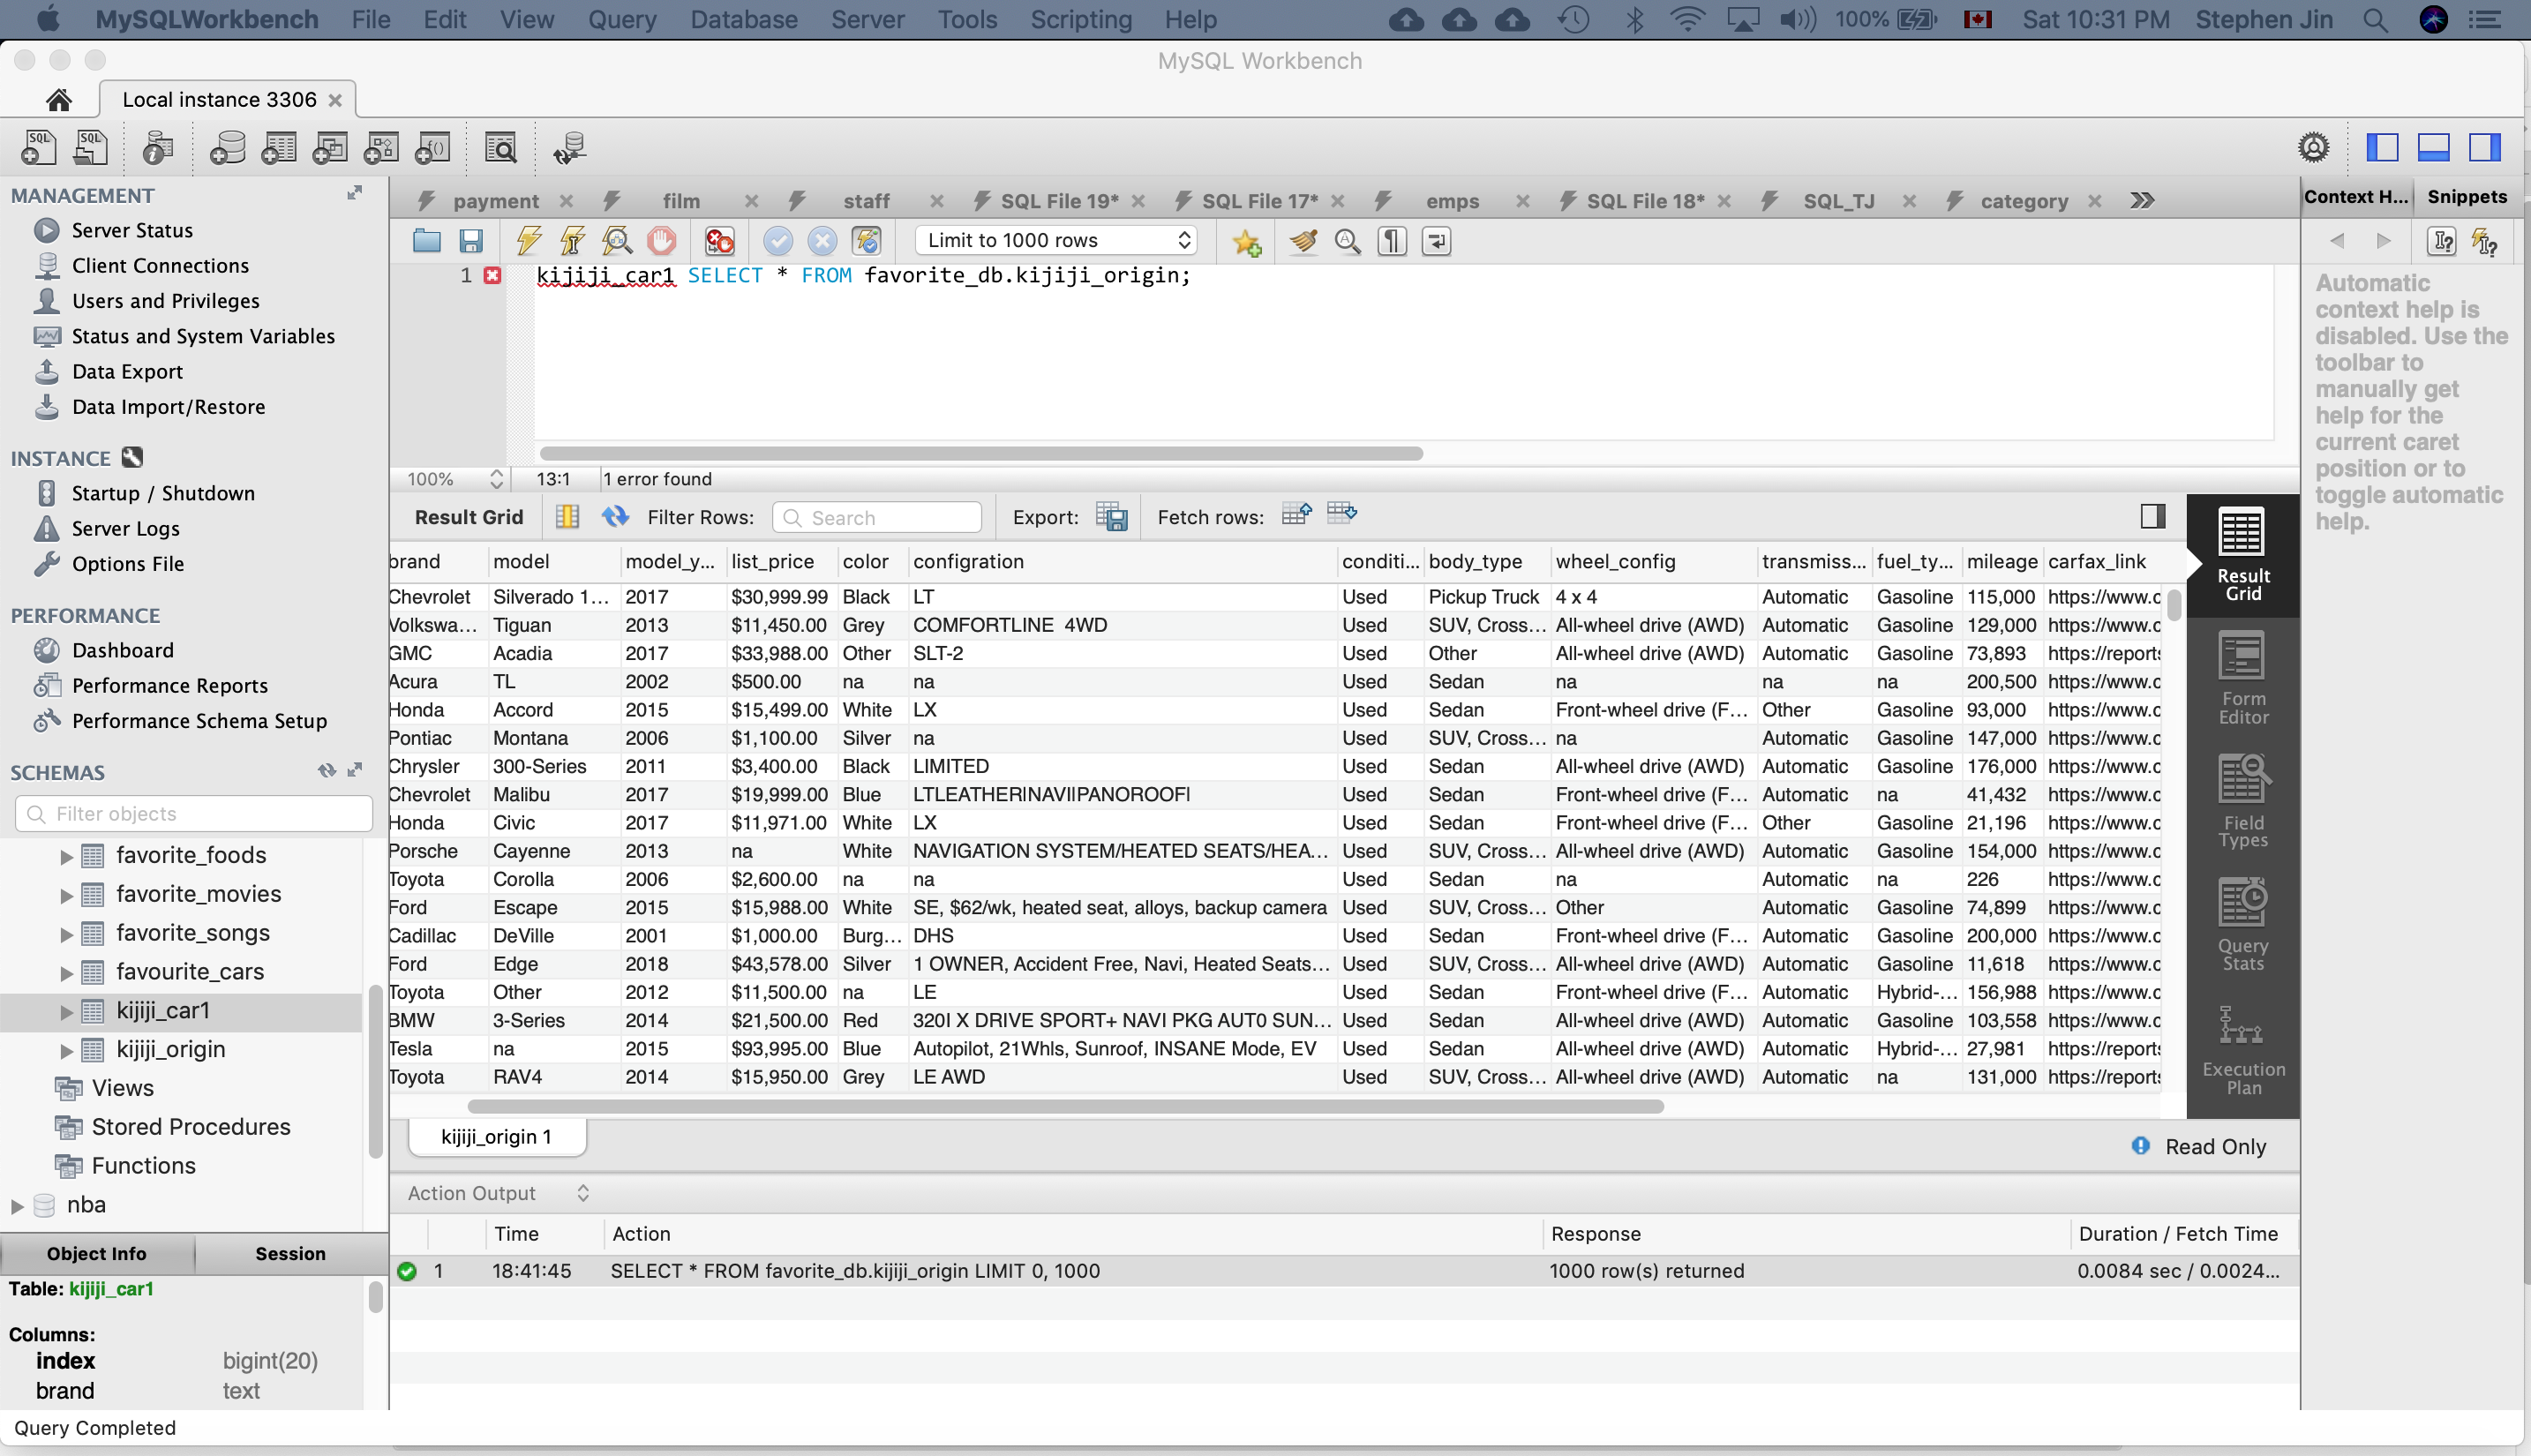 MySQLWorkbench File Edit View Query Database Server Tools Scripting Help 100% Sat 10:31 PM Stephen Jin
MySQL Workbench
Local instance 3306
MANAGEMENT
Server Status
Client Connections
Users and Privileges
Status and System Variables
Data Export
Data Import/Restore
INSTANCE
Startup / Shutdown
Server Logs
Options File
PERFORMANCE
Dashboard
Performance Reports
Performance Schema Setup
SCHEMAS
Filter objects
favorite_foods
favorite_movies
favorite_songs
favourite_cars
kijiji_car1
kijiji_origin
Views
Stored Procedures
Functions
nba
Object Info Session
Table: kijiji_car1
Columns:
index bigint(20)
brand text
Query Completed
payment film staff SQL File 19* SQL File 17* emps SQL File 18* SQL_TJ category
Limit to 1000 rows
1 kijiji_car1 SELECT * FROM favorite_db.kijiji_origin;
100% 13:1 1 error found
Result Grid Filter Rows: Search Export: Fetch rows:
brand model model_y... list_price color configration conditi... body_type wheel_config transmiss... fuel_ty... mileage carfax_link
Chevrolet Silverado 1... 2017 $30,999.99 Black LT Used Pickup Truck 4 x 4 Automatic Gasoline 115,000 https://www.c
Volkswa... Tiguan 2013 $11,450.00 Grey COMFORTLINE 4WD Used SUV, Cross... All-wheel drive (AWD) Automatic Gasoline 129,000 https://www.c
GMC Acadia 2017 $33,988.00 Other SLT-2 Used Other All-wheel drive (AWD) Automatic Gasoline 73,893 https://reports
Acura TL 2002 $500.00 na na Used Sedan na na na 200,500 https://www.c
Honda Accord 2015 $15,499.00 White LX Used Sedan Front-wheel drive (F... Other Gasoline 93,000 https://www.c
Pontiac Montana 2006 $1,100.00 Silver na Used SUV, Cross... na Automatic Gasoline 147,000 https://www.c
Chrysler 300-Series 2011 $3,400.00 Black LIMITED Used Sedan All-wheel drive (AWD) Automatic Gasoline 176,000 https://www.c
Chevrolet Malibu 2017 $19,999.00 Blue LTLEATHER|NAVI|PANOROOF| Used Sedan Front-wheel drive (F... Automatic na 41,432 https://www.c
Honda Civic 2017 $11,971.00 White LX Used Sedan Front-wheel drive (F... Other Gasoline 21,196 https://www.c
Porsche Cayenne 2013 na White NAVIGATION SYSTEM/HEATED SEATS/HEA... Used SUV, Cross... All-wheel drive (AWD) Automatic Gasoline 154,000 https://www.c
Toyota Corolla 2006 $2,600.00 na na Used Sedan na Automatic na 226 https://www.c
Ford Escape 2015 $15,988.00 White SE, $62/wk, heated seat, alloys, backup camera Used SUV, Cross... Other Automatic Gasoline 74,899 https://www.c
Cadillac DeVille 2001 $1,000.00 Burg... DHS Used Sedan Front-wheel drive (F... Automatic Gasoline 200,000 https://www.c
Ford Edge 2018 $43,578.00 Silver 1 OWNER, Accident Free, Navi, Heated Seats... Used SUV, Cross... All-wheel drive (AWD) Automatic Gasoline 11,618 https://www.c
Toyota Other 2012 $11,500.00 na LE Used Sedan Front-wheel drive (F... Automatic Hybrid-... 156,988 https://www.c
BMW 3-Series 2014 $21,500.00 Red 320I X DRIVE SPORT+ NAVI PKG AUT0 SUN... Used Sedan All-wheel drive (AWD) Automatic Gasoline 103,558 https://www.c
Tesla na 2015 $93,995.00 Blue Autopilot, 21Whls, Sunroof, INSANE Mode, EV Used Sedan All-wheel drive (AWD) Automatic Hybrid-... 27,981 https://reports
Toyota RAV4 2014 $15,950.00 Grey LE AWD Used SUV, Cross... All-wheel drive (AWD) Automatic na 131,000 https://reports
kijiji_origin 1
Read Only
Action Output
Time Action Response Duration / Fetch Time
1 18:41:45 SELECT * FROM favorite_db.kijiji_origin LIMIT 0, 1000 1000 row(s) returned 0.0084 sec / 0.0024...
Result
Grid
Form
Editor
Field
Types
Query
Stats
Execution
Plan
Context H... Snippets
Automatic
context help is
disabled. Use the
toolbar to
manually get
help for the
current caret
position or to
toggle automatic
help.